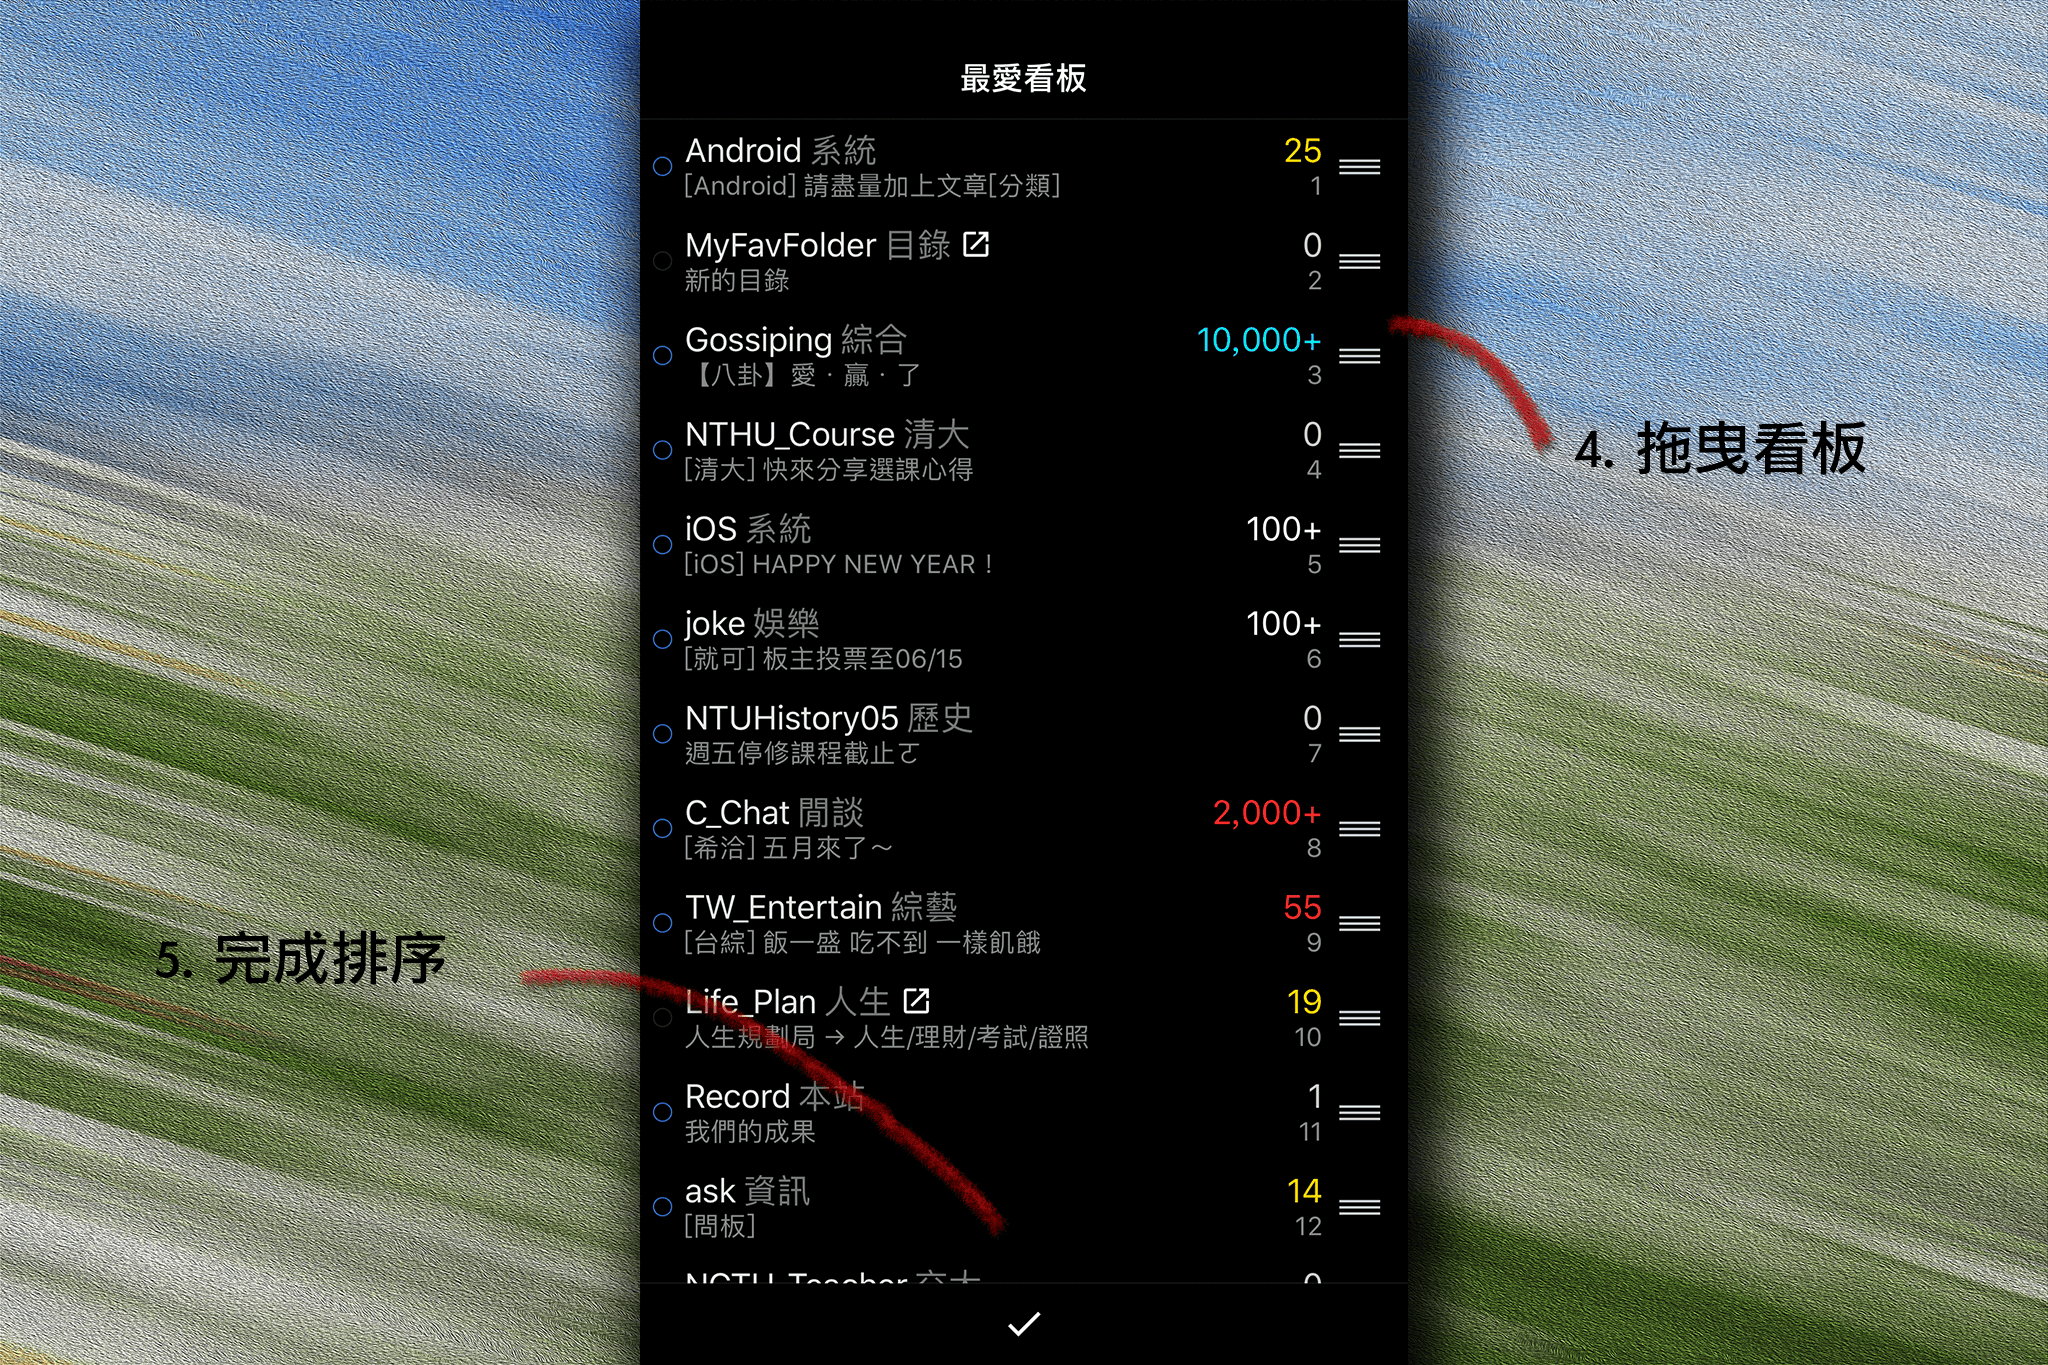 最愛看板
Android 系統 25
[Android] 請盡量加上文章[分類] 1
MyFavFolder 目錄 0
新的目錄 2
Gossiping 綜合 10,000+
【八卦】愛．贏．了 3
NTHU_Course 清大 0
[清大] 快來分享選課心得 4
iOS 系統 100+
[iOS] HAPPY NEW YEAR！ 5
joke 娛樂 100+
[就可] 板主投票至06/15 6
NTUHistory05 歷史 0
週五停修課程截止ㄛ 7
C_Chat 閒談 2,000+
[希洽] 五月來了～ 8
TW_Entertain 綜藝 55
[台綜] 飯一盛 吃不到 一樣飢餓 9
Life_Plan 人生 19
人生規劃局 → 人生/理財/考試/證照 10
Record 本站 1
我們的成果 11
ask 資訊 14
[問板] 12
NCTU_Teacher 交大 0
4. 拖曳看板
5. 完成排序